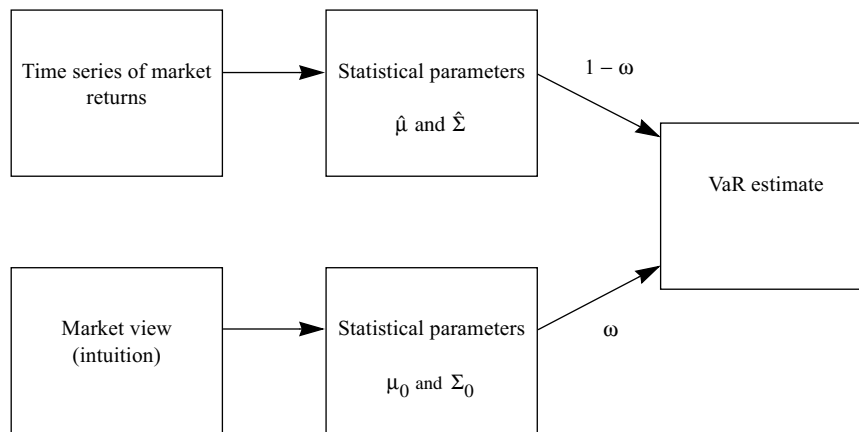 Time series of market
returns
Statistical parameters
μ̂ and Σ̂
1 − ω
VaR estimate
Market view
(intuition)
Statistical parameters
μ₀ and Σ₀
ω